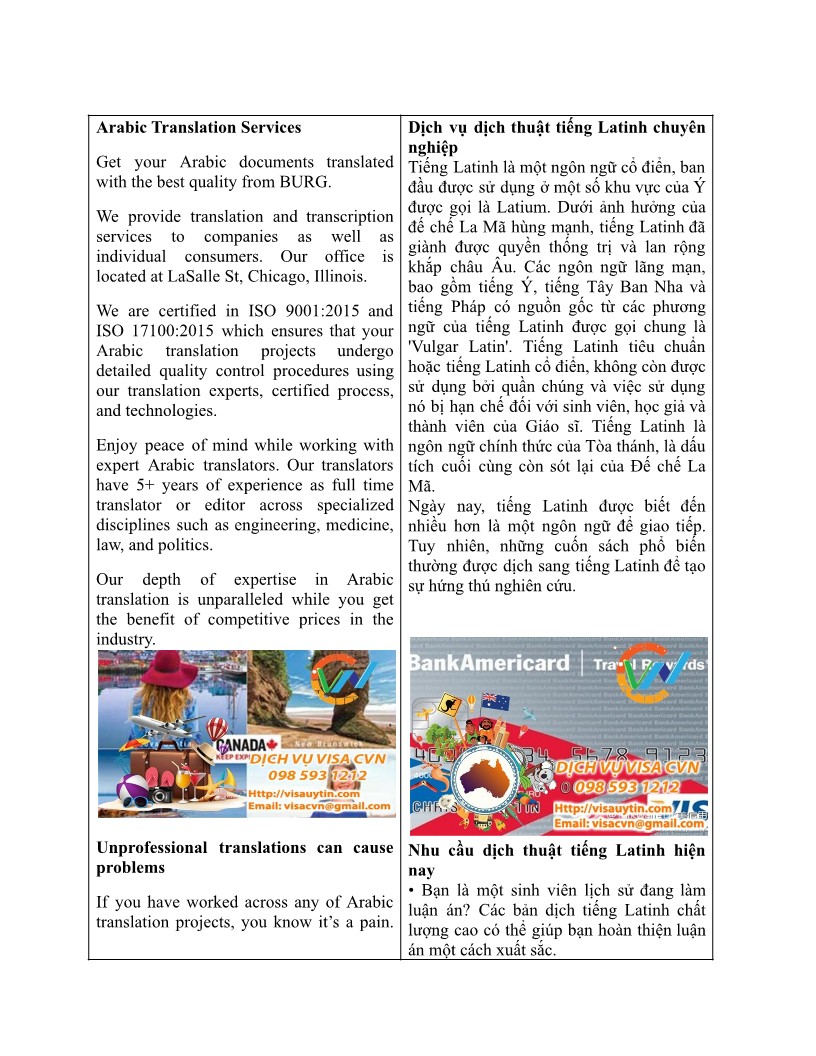 Arabic Translation Services
Get your Arabic documents translated
with the best quality from BURG.
We provide translation and transcription
services to companies as well as
individual consumers. Our office is
located at LaSalle St, Chicago, Illinois.
We are certified in ISO 9001:2015 and
ISO 17100:2015 which ensures that your
Arabic translation projects undergo
detailed quality control procedures using
our translation experts, certified process,
and technologies.
Enjoy peace of mind while working with
expert Arabic translators. Our translators
have 5+ years of experience as full time
translator or editor across specialized
disciplines such as engineering, medicine,
law, and politics.
Our depth of expertise in Arabic
translation is unparalleled while you get
the benefit of competitive prices in the
industry.
CANADA
New Brunswick
KEEP EXP
DỊCH VỤ VISA CVN
098 593 1212
Http://visauytin.com
Email: visacvn@gmail.com
Unprofessional translations can cause
problems
If you have worked across any of Arabic
translation projects, you know it’s a pain.
Dịch vụ dịch thuật tiếng Latinh chuyên
nghiệp
Tiếng Latinh là một ngôn ngữ cổ điển, ban
đầu được sử dụng ở một số khu vực của Ý
được gọi là Latium. Dưới ảnh hưởng của
đế chế La Mã hùng mạnh, tiếng Latinh đã
giành được quyền thống trị và lan rộng
khắp châu Âu. Các ngôn ngữ lãng mạn,
bao gồm tiếng Ý, tiếng Tây Ban Nha và
tiếng Pháp có nguồn gốc từ các phương
ngữ của tiếng Latinh được gọi chung là
'Vulgar Latin'. Tiếng Latinh tiêu chuẩn
hoặc tiếng Latinh cổ điển, không còn được
sử dụng bởi quần chúng và việc sử dụng
nó bị hạn chế đối với sinh viên, học giả và
thành viên của Giáo sĩ. Tiếng Latinh là
ngôn ngữ chính thức của Tòa thánh, là dấu
tích cuối cùng còn sót lại của Đế chế La
Mã.
Ngày nay, tiếng Latinh được biết đến
nhiều hơn là một ngôn ngữ để giao tiếp.
Tuy nhiên, những cuốn sách phổ biến
thường được dịch sang tiếng Latinh để tạo
sự hứng thú nghiên cứu.
BankAmericard
Rewards
5678 9123
DỊCH VỤ VISA CVN
098 593 1212
Http://visauytin.com
Email: visacvn@gmail.com
Nhu cầu dịch thuật tiếng Latinh hiện
nay
• Bạn là một sinh viên lịch sử đang làm
luận án? Các bản dịch tiếng Latinh chất
lượng cao có thể giúp bạn hoàn thiện luận
án một cách xuất sắc.